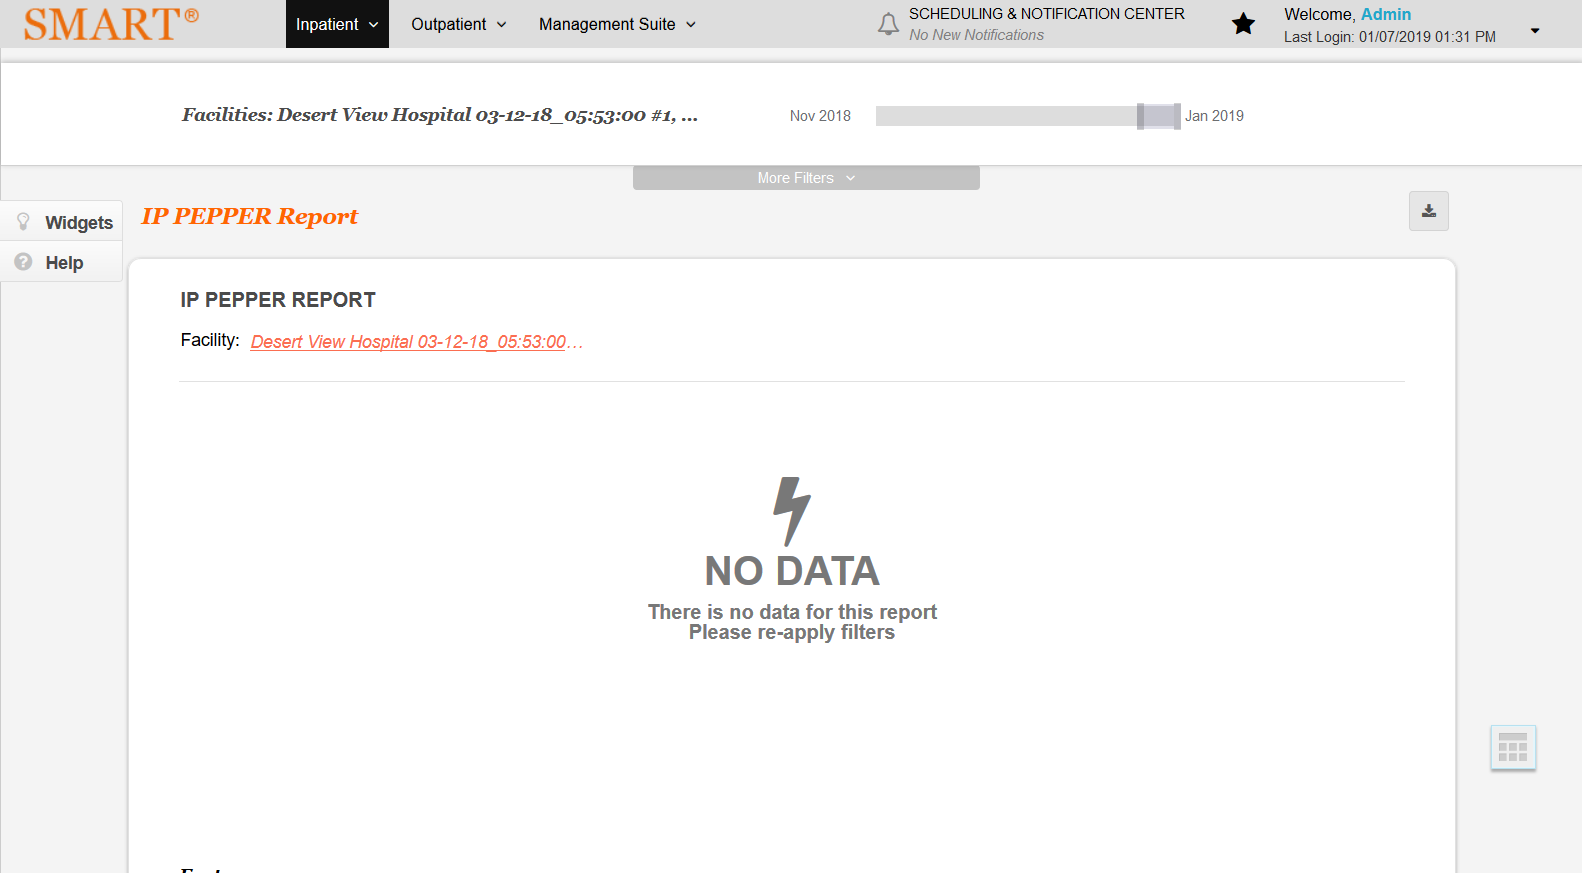 SMART®
Inpatient
Outpatient
Management Suite
SCHEDULING & NOTIFICATION CENTER
No New Notifications
Welcome, Admin
Last Login: 01/07/2019 01:31 PM
Facilities: Desert View Hospital 03-12-18_05:53:00 #1, ...
Nov 2018
Jan 2019
More Filters
Widgets
Help
IP PEPPER Report
IP PEPPER REPORT
Facility: Desert View Hospital 03-12-18_05:53:00...
NO DATA
There is no data for this report
Please re-apply filters